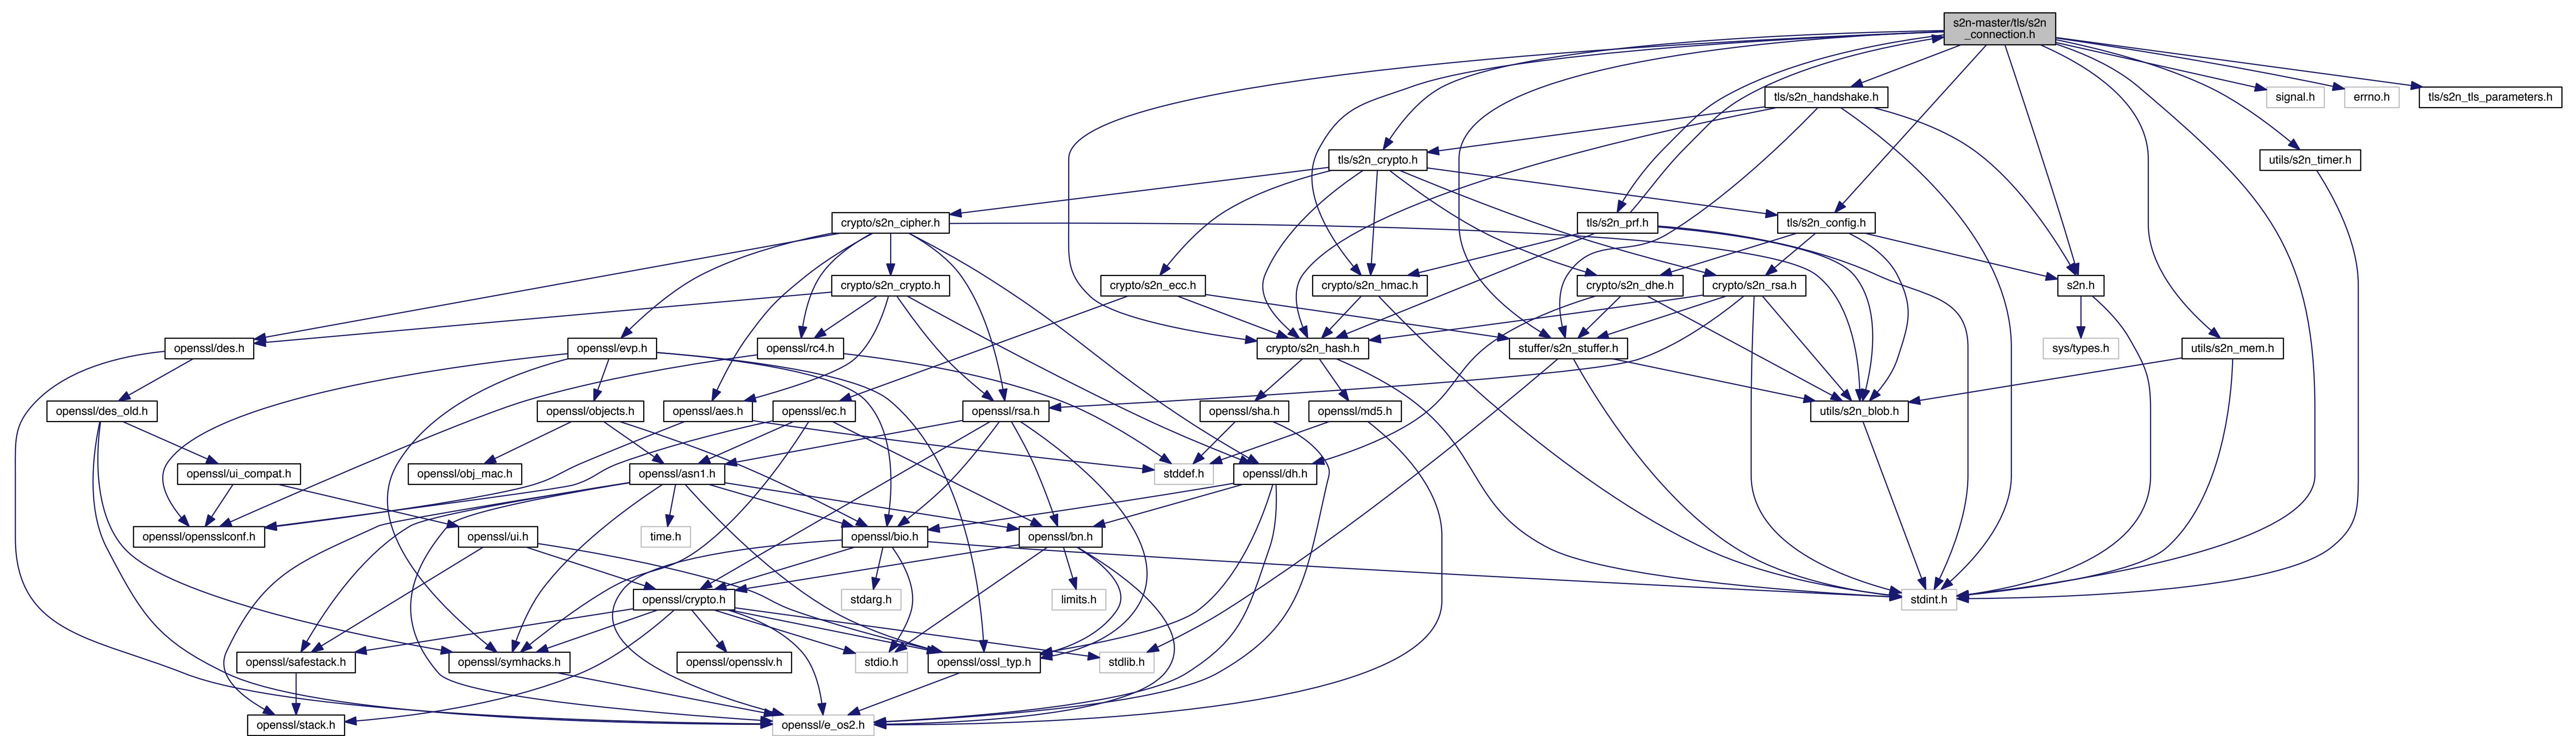 s2n-master/tls/s2n
_connection.h
tls/s2n_handshake.h
signal.h
errno.h
tls/s2n_tls_parameters.h
tls/s2n_crypto.h
utils/s2n_timer.h
crypto/s2n_cipher.h
tls/s2n_prf.h
tls/s2n_config.h
crypto/s2n_crypto.h
crypto/s2n_ecc.h
crypto/s2n_hmac.h
crypto/s2n_dhe.h
crypto/s2n_rsa.h
s2n.h
openssl/des.h
openssl/evp.h
openssl/rc4.h
crypto/s2n_hash.h
stuffer/s2n_stuffer.h
sys/types.h
utils/s2n_mem.h
openssl/des_old.h
openssl/objects.h
openssl/aes.h
openssl/ec.h
openssl/rsa.h
openssl/sha.h
openssl/md5.h
utils/s2n_blob.h
openssl/ui_compat.h
openssl/obj_mac.h
openssl/asn1.h
stddef.h
openssl/dh.h
openssl/opensslconf.h
openssl/ui.h
time.h
openssl/bio.h
openssl/bn.h
openssl/crypto.h
stdarg.h
limits.h
stdint.h
openssl/safestack.h
openssl/symhacks.h
openssl/opensslv.h
stdio.h
openssl/ossl_typ.h
stdlib.h
openssl/stack.h
openssl/e_os2.h